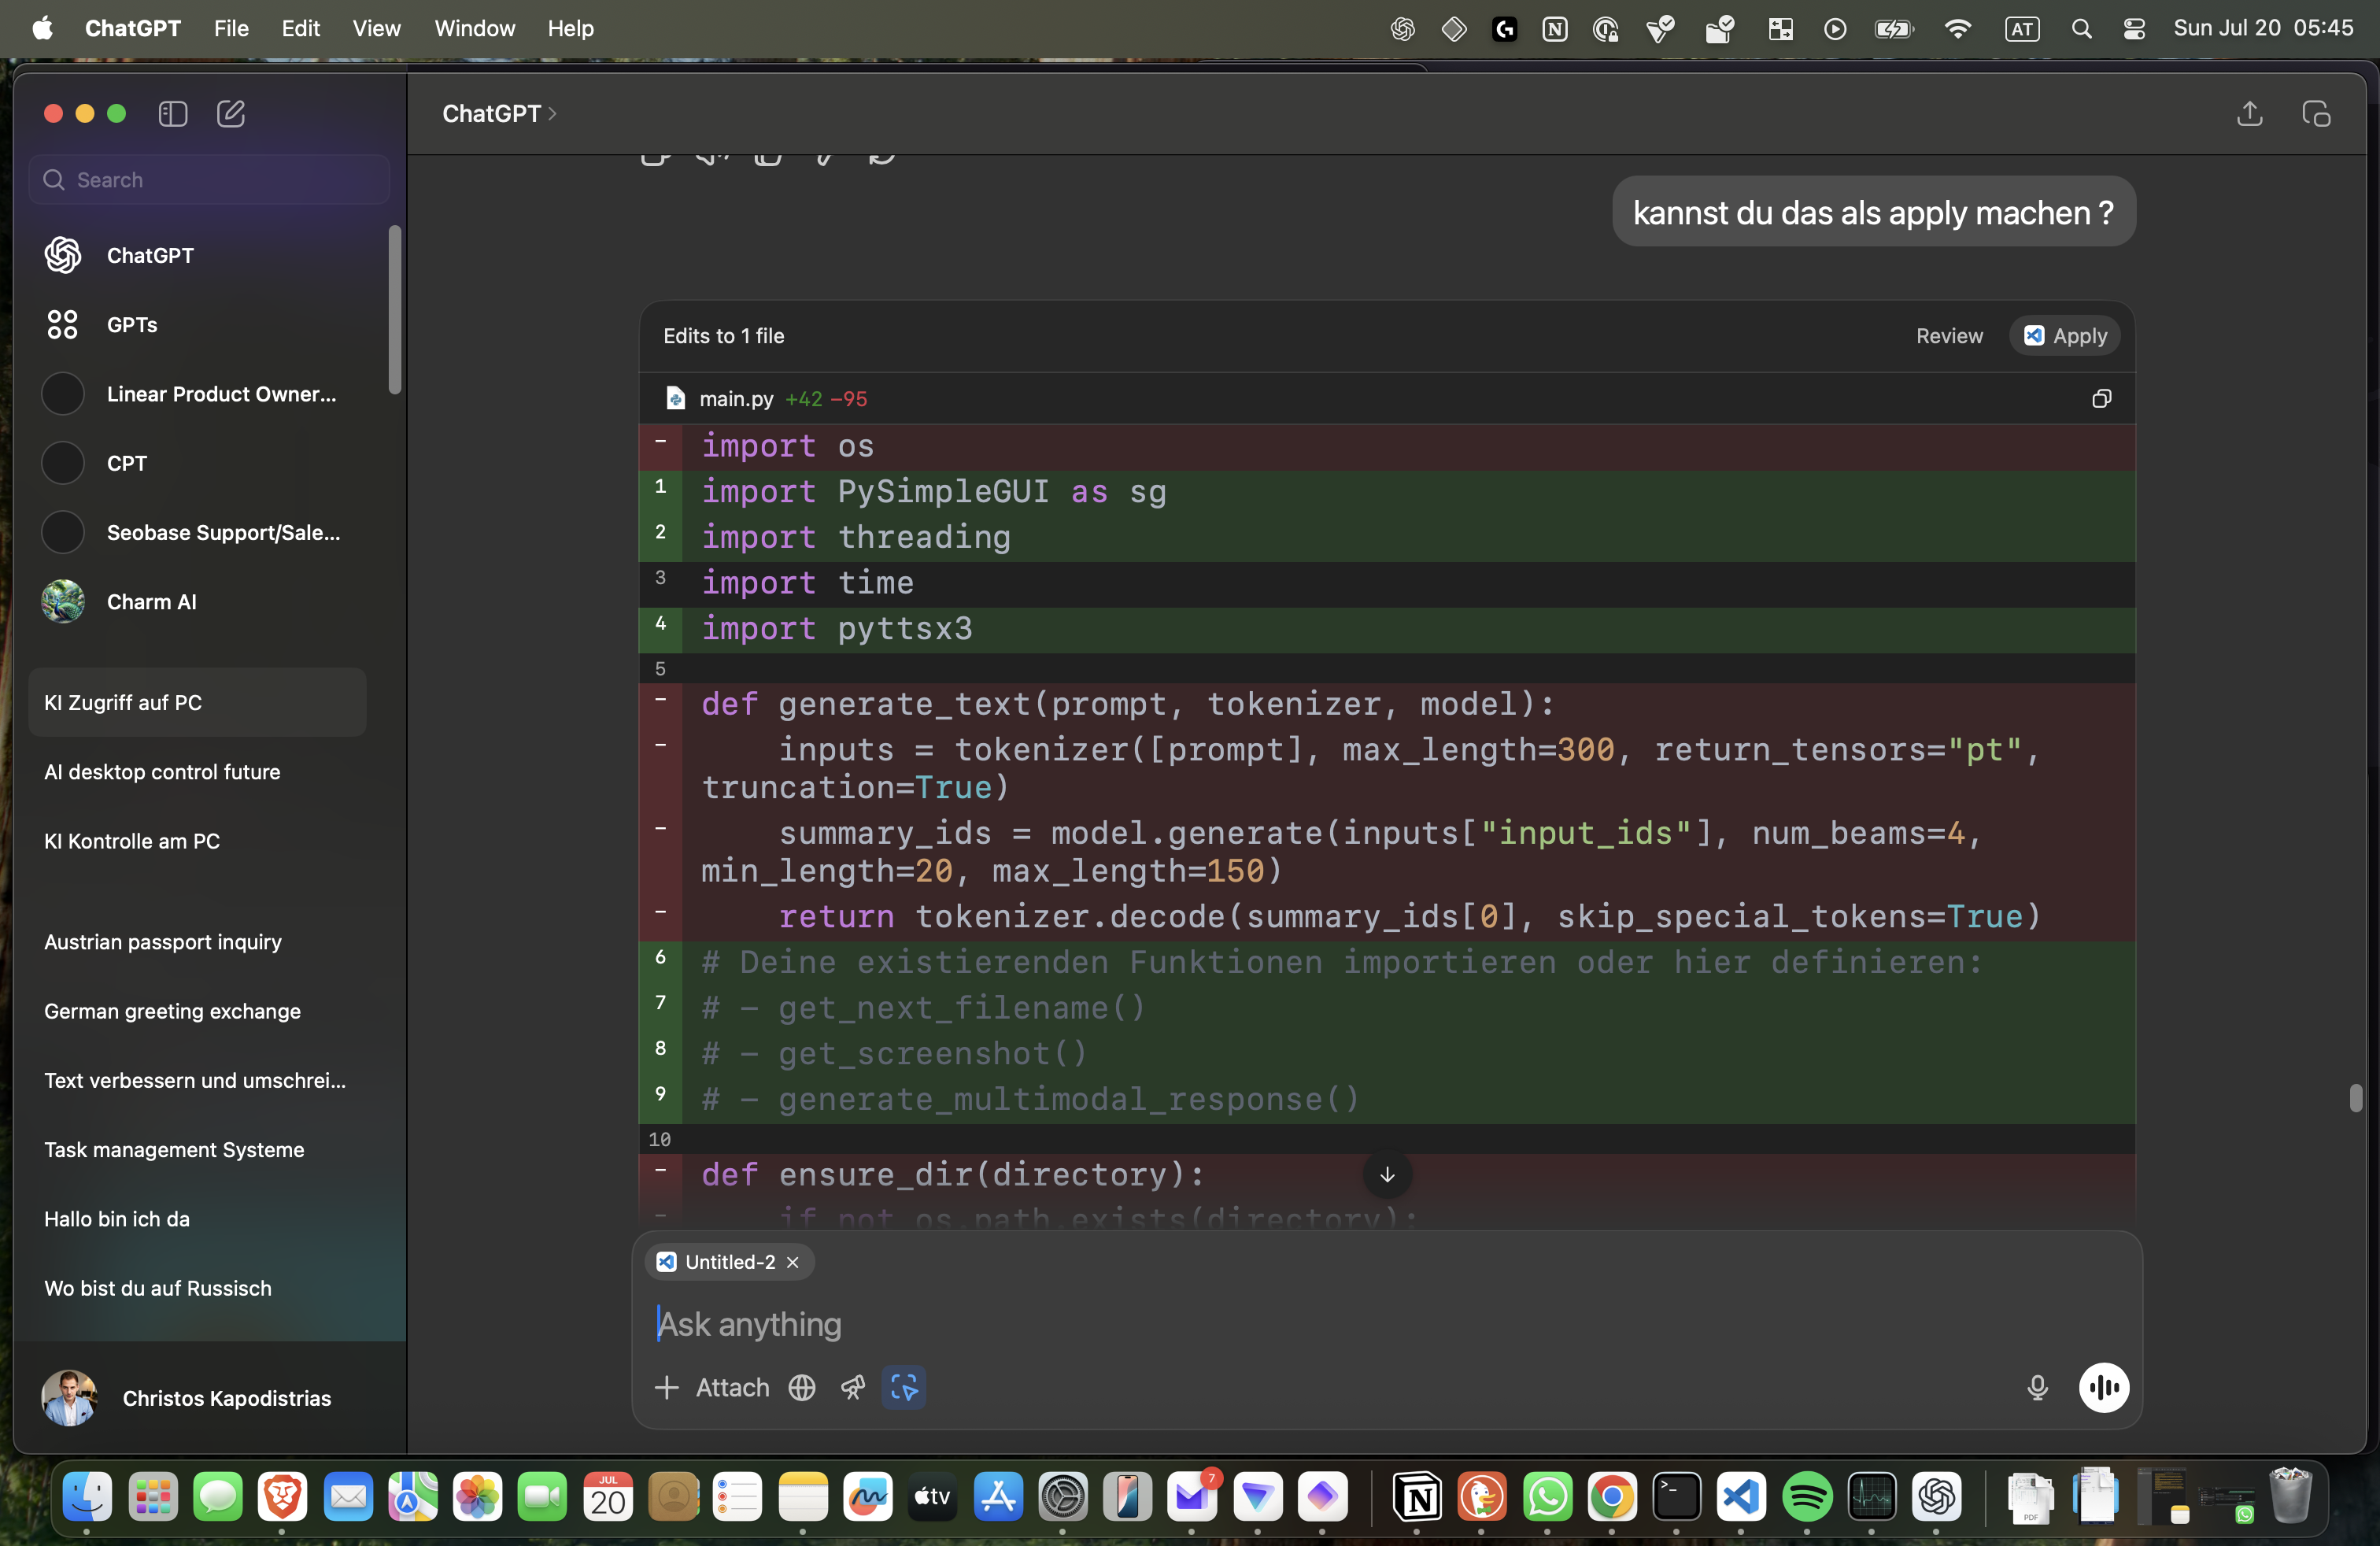 ChatGPT File Edit View Window Help
AT
Sun Jul 20 05:45
Search
ChatGPT
GPTs
Linear Product Owner...
CPT
Seobase Support/Sale...
Charm AI
KI Zugriff auf PC
AI desktop control future
KI Kontrolle am PC
Austrian passport inquiry
German greeting exchange
Text verbessern und umschrei...
Task management Systeme
Hallo bin ich da
Wo bist du auf Russisch
Christos Kapodistrias
ChatGPT >
kannst du das als apply machen ?
Edits to 1 file
Review
Apply
main.py +42 −95
- import os
1 import PySimpleGUI as sg
2 import threading
3 import time
4 import pyttsx3
5
- def generate_text(prompt, tokenizer, model):
- inputs = tokenizer([prompt], max_length=300, return_tensors="pt",
truncation=True)
- summary_ids = model.generate(inputs["input_ids"], num_beams=4,
min_length=20, max_length=150)
- return tokenizer.decode(summary_ids[0], skip_special_tokens=True)
6 # Deine existierenden Funktionen importieren oder hier definieren:
7 # – get_next_filename()
8 # – get_screenshot()
9 # – generate_multimodal_response()
10
- def ensure_dir(directory):
- if not os.path.exists(directory):
Untitled-2 ×
Ask anything
+ Attach
JUL
20
tv
7
PDF